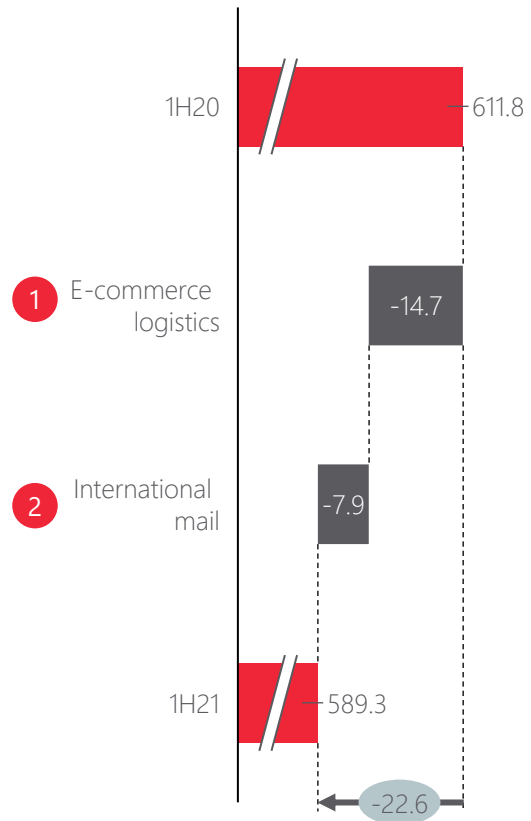 1H20
611.8
1
E-commerce
logistics
-14.7
2
International
mail
-7.9
1H21
589.3
-22.6